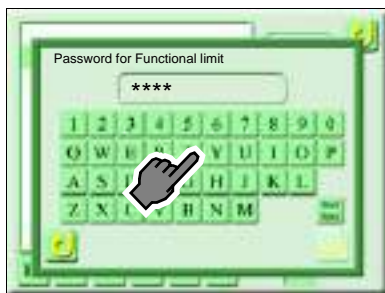 Password for Functional limit
****
1 2 3 4 5 6 7 8 9 0
Q W E R Y U I O P
A S H J K L
Z X V B N M